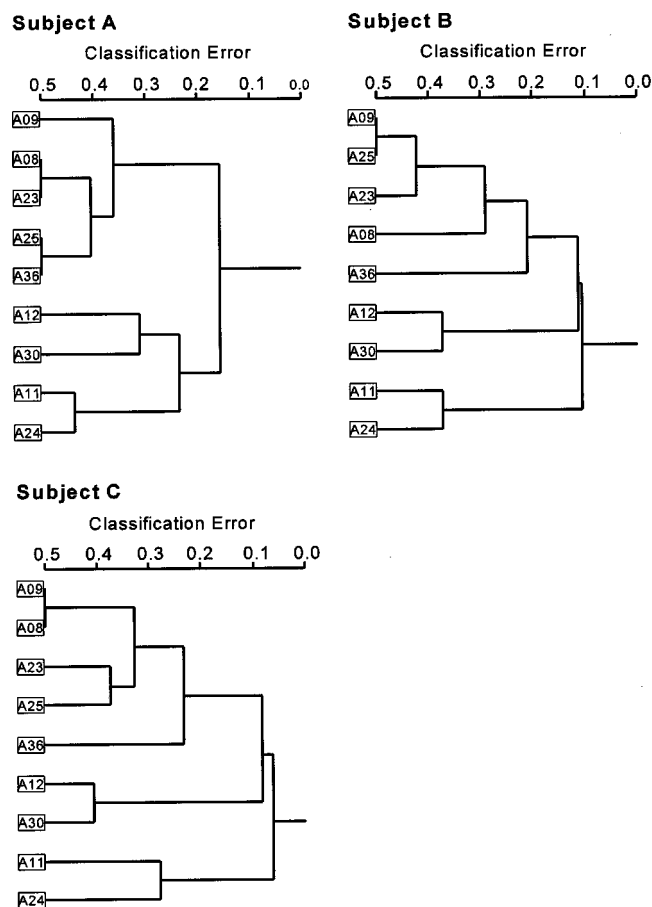 Subject A
Classification Error
0.5 0.4 0.3 0.2 0.1 0.0
A09
A08
A23
A25
A36
A12
A30
A11
A24
Subject B
Classification Error
0.5 0.4 0.3 0.2 0.1 0.0
A09
A25
A23
A08
A36
A12
A30
A11
A24
Subject C
Classification Error
0.5 0.4 0.3 0.2 0.1 0.0
A09
A08
A23
A25
A36
A12
A30
A11
A24